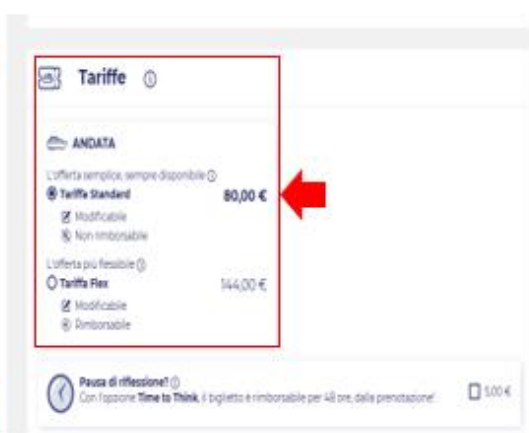 Tariffe
ANDATA
L'offerta semplice, sempre disponibile
Tariffa Standard 80,00 €
Modificabile
Non rimborsabile
L'offerta più flessibile
Tariffa Flex 144,00 €
Modificabile
Rimborsabile
Pausa di riflessione?
Con l'opzione Time to Think, il biglietto è rimborsabile per 48 ore, dalla prenotazione! 5,00 €